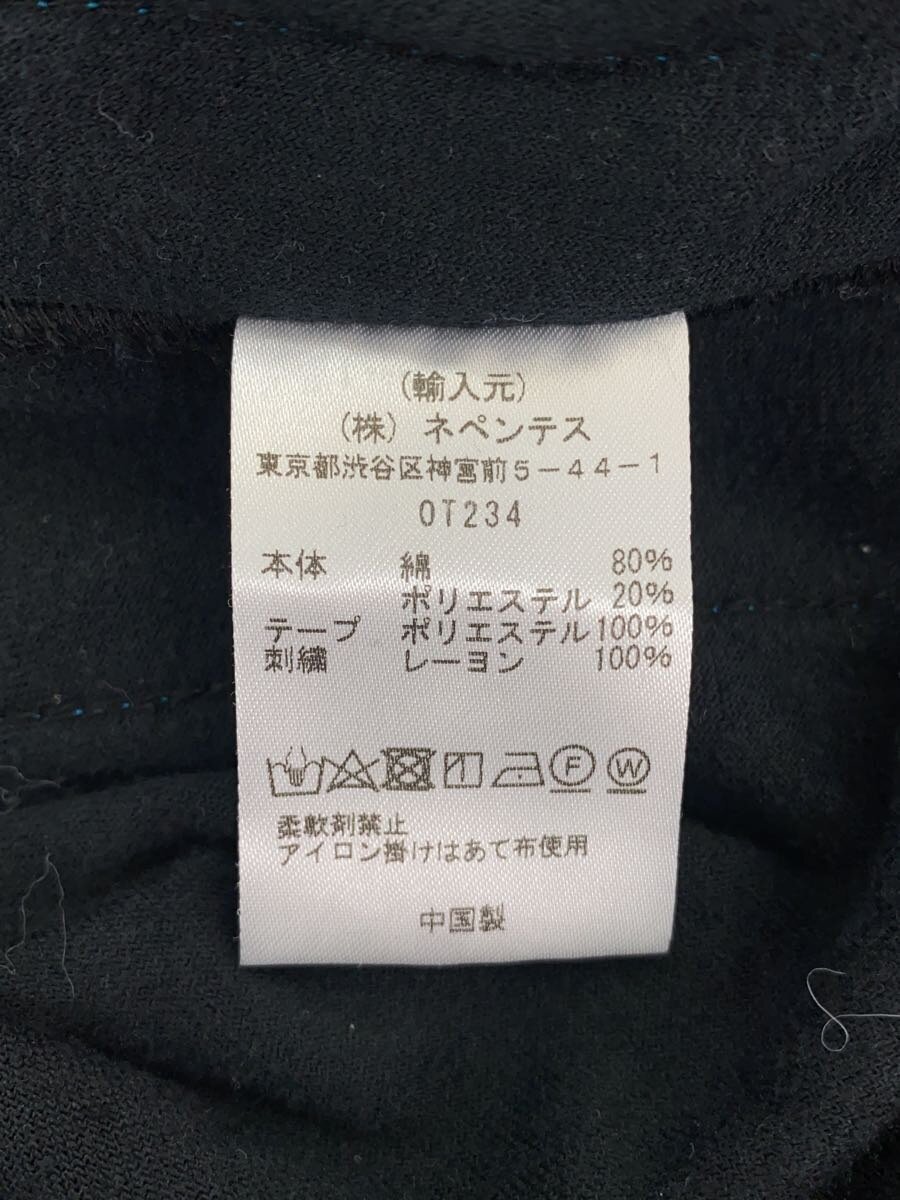 (輸入元)
(株) ネペンテス
東京都渋谷区神宮前5-44-1
OT234
本体 綿 80%
ポリエステル 20%
テープ ポリエステル 100%
刺繍 レーヨン 100%
F W
柔軟剤禁止
アイロン掛けはあて布使用
中国製